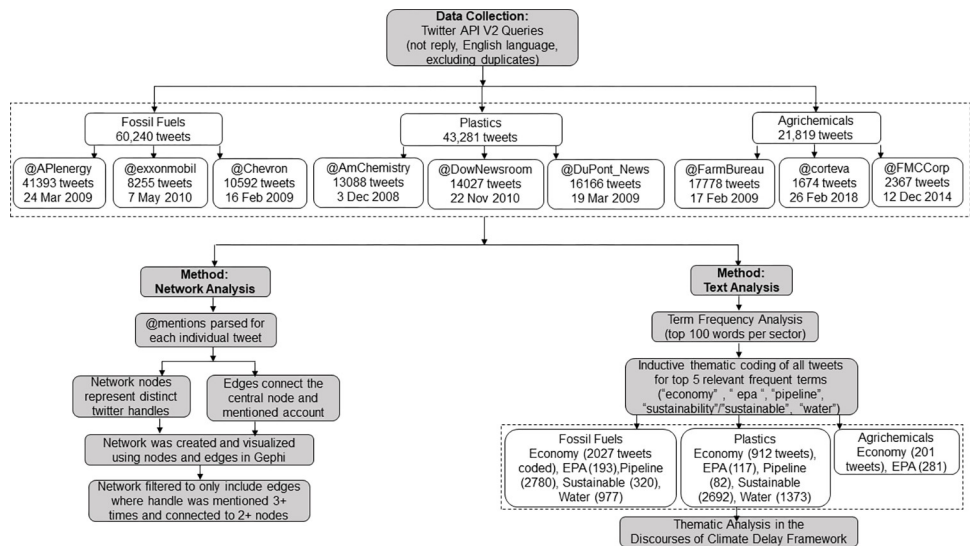 Data Collection:
Twitter API V2 Queries
(not reply, English language,
excluding duplicates)
Fossil Fuels
60,240 tweets
Plastics
43,281 tweets
Agrichemicals
21,819 tweets
@APIenergy
41393 tweets
24 Mar 2009
@exxonmobil
8255 tweets
7 May 2010
@Chevron
10592 tweets
16 Feb 2009
@AmChemistry
13088 tweets
3 Dec 2008
@DowNewsroom
14027 tweets
22 Nov 2010
@DuPont_News
16166 tweets
19 Mar 2009
@FarmBureau
17778 tweets
17 Feb 2009
@corteva
1674 tweets
26 Feb 2018
@FMCCorp
2367 tweets
12 Dec 2014
Method:
Network Analysis
@mentions parsed for
each individual tweet
Network nodes
represent distinct
twitter handles
Edges connect the
central node and
mentioned account
Network was created and visualized
using nodes and edges in Gephi
Network filtered to only include edges
where handle was mentioned 3+
times and connected to 2+ nodes
Method:
Text Analysis
Term Frequency Analysis
(top 100 words per sector)
Inductive thematic coding of all tweets
for top 5 relevant frequent terms
("economy" , " epa ", "pipeline",
"sustainability"/"sustainable", "water")
Fossil Fuels
Economy (2027 tweets
coded), EPA (193),Pipeline
(2780), Sustainable (320),
Water (977)
Plastics
Economy (912 tweets),
EPA (117), Pipeline
(82), Sustainable
(2692), Water (1373)
Agrichemicals
Economy (201
tweets), EPA (281)
Thematic Analysis in the
Discourses of Climate Delay Framework